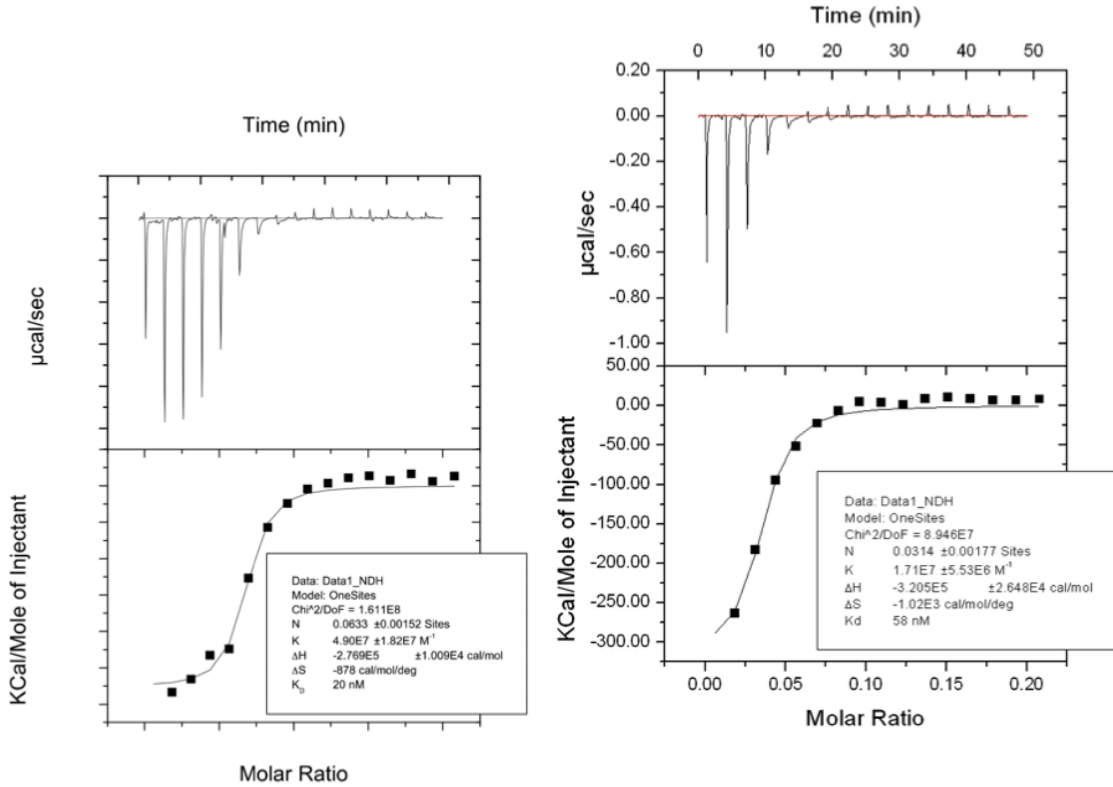 Time (min)
µcal/sec
KCal/Mole of Injectant
Data: Data1_NDH
Model: OneSites
Chi^2/DoF = 1.611E8
N 0.0633 ±0.00152 Sites
K 4.90E7 ±1.82E7 M⁻¹
ΔH -2.769E5 ±1.009E4 cal/mol
ΔS -878 cal/mol/deg
K_D 20 nM
Molar Ratio
Time (min)
0 10 20 30 40 50
0.20
0.00
-0.20
-0.40
-0.60
-0.80
-1.00
µcal/sec
50.00
0.00
-50.00
-100.00
-150.00
-200.00
-250.00
-300.00
KCal/Mole of Injectant
Data: Data1_NDH
Model: OneSites
Chi^2/DoF = 8.946E7
N 0.0314 ±0.00177 Sites
K 1.71E7 ±5.53E6 M⁻¹
ΔH -3.205E5 ±2.648E4 cal/mol
ΔS -1.02E3 cal/mol/deg
Kd 58 nM
0.00 0.05 0.10 0.15 0.20
Molar Ratio